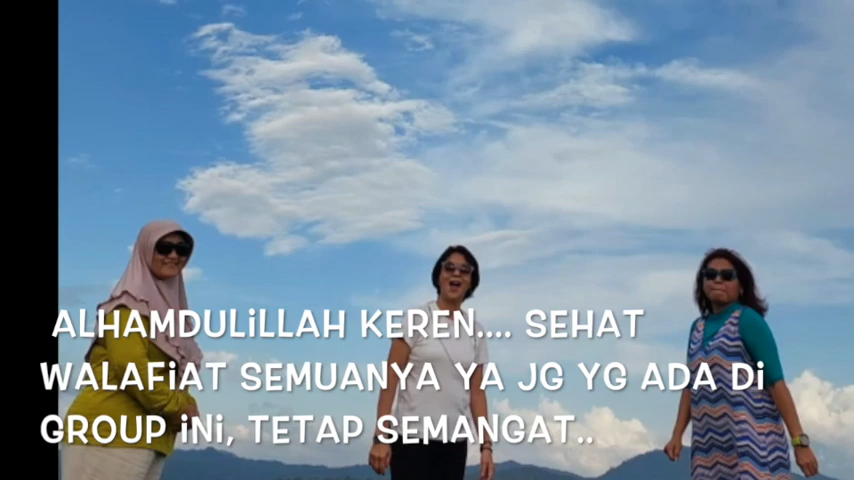 ALHAMDULiLLAH KEREN.... SEHAT
WALAFiAT SEMUANYA YA JG YG ADA Di
GROUP iNi, TETAP SEMANGAT..